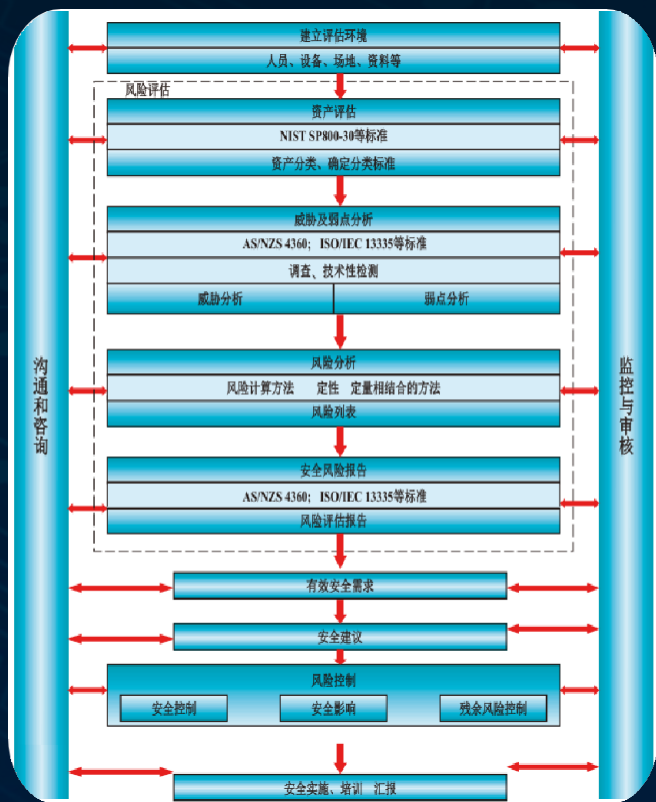 建立评估环境
人员、设备、场地、资料等
风险评估
资产评估
NIST SP800-30等标准
资产分类、确定分类标准
威胁及弱点分析
AS/NZS 4360; ISO/IEC 13335等标准
调查、技术性检测
威胁分析
弱点分析
风险分析
风险计算方法 定性 定量相结合的方法
风险列表
安全风险报告
AS/NZS 4360; ISO/IEC 13335等标准
风险评估报告
有效安全需求
安全建议
风险控制
安全控制
安全影响
残余风险控制
安全实施、培训 汇报
沟通和咨询
监控与审核